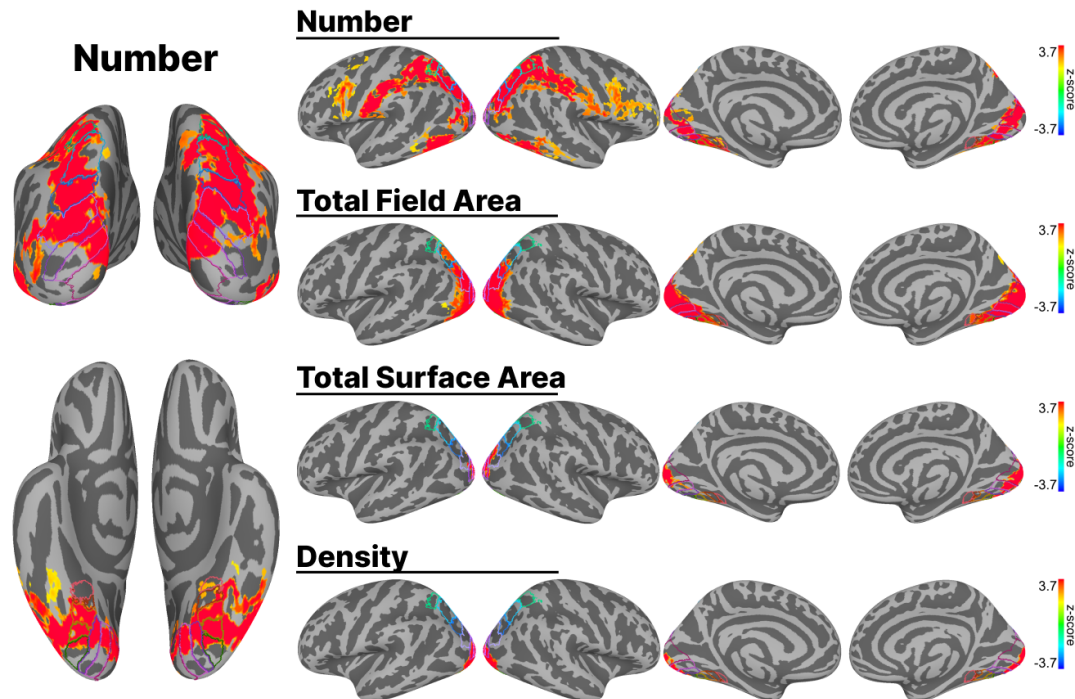 Number
Number
3.7
z-score
-3.7
Total Field Area
3.7
z-score
-3.7
Total Surface Area
3.7
z-score
-3.7
Density
3.7
z-score
-3.7